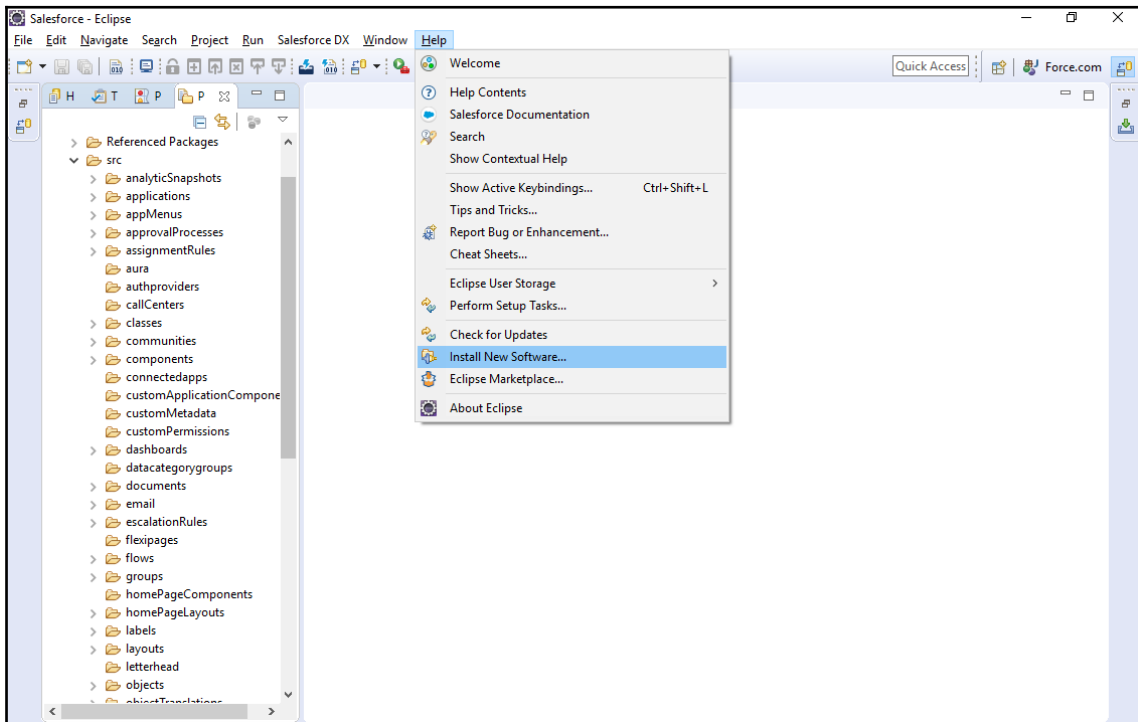 Salesforce - Eclipse
File Edit Navigate Search Project Run Salesforce DX Window Help
Quick Access
Force.com
H T P P
Referenced Packages
src
analyticSnapshots
applications
appMenus
approvalProcesses
assignmentRules
aura
authproviders
callCenters
classes
communities
components
connectedapps
customApplicationCompone
customMetadata
customPermissions
dashboards
datacategorygroups
documents
email
escalationRules
flexipages
flows
groups
homePageComponents
homePageLayouts
labels
layouts
letterhead
objects
objectTranslations
Welcome
Help Contents
Salesforce Documentation
Search
Show Contextual Help
Show Active Keybindings... Ctrl+Shift+L
Tips and Tricks...
Report Bug or Enhancement...
Cheat Sheets...
Eclipse User Storage
Perform Setup Tasks...
Check for Updates
Install New Software...
Eclipse Marketplace...
About Eclipse